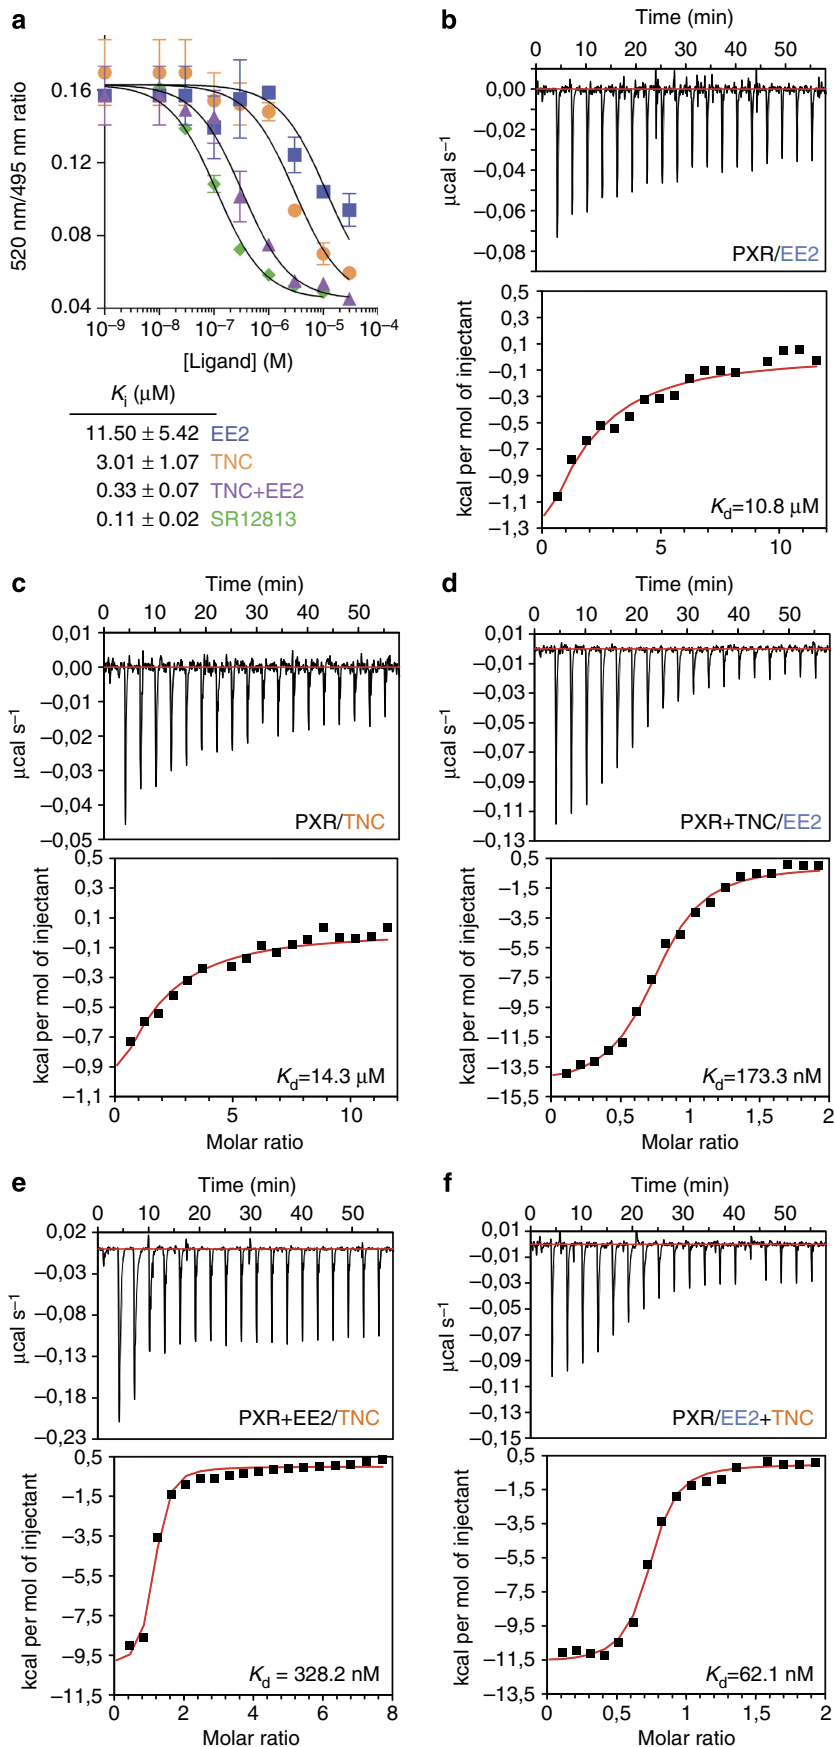 a
520 nm/495 nm ratio
0.16
0.12
0.08
0.04
10⁻⁹ 10⁻⁸ 10⁻⁷ 10⁻⁶ 10⁻⁵ 10⁻⁴
[Ligand] (M)
Ki (μM)
11.50 ± 5.42 EE2
3.01 ± 1.07 TNC
0.33 ± 0.07 TNC+EE2
0.11 ± 0.02 SR12813
b
Time (min)
0 10 20 30 40 50
μcal s⁻¹
0,00
−0,02
−0,04
−0,06
−0,08
PXR/EE2
kcal per mol of injectant
0,5
0,3
0,1
−0,1
−0,3
−0,5
−0,7
−0,9
−1,1
−1,3
Kd=10.8 μM
0 5 10
c
Time (min)
0 10 20 30 40 50
μcal s⁻¹
0,01
0,00
−0,01
−0,02
−0,03
−0,04
−0,05
PXR/TNC
kcal per mol of injectant
0,5
0,3
0,1
−0,1
−0,3
−0,5
−0,7
−0,9
−1,1
Kd=14.3 μM
0 5 10
Molar ratio
d
Time (min)
0 10 20 30 40 50
μcal s⁻¹
0,01
−0,01
−0,03
−0,05
−0,07
−0,09
−0,11
−0,13
PXR+TNC/EE2
kcal per mol of injectant
0,5
−1,5
−3,5
−5,5
−7,5
−9,5
−11,5
−13,5
−15,5
Kd=173.3 nM
0 0,5 1 1,5 2
Molar ratio
e
Time (min)
0 10 20 30 40 50
μcal s⁻¹
0,02
−0,03
−0,08
−0,13
−0,18
−0,23
PXR+EE2/TNC
kcal per mol of injectant
0,5
−1,5
−3,5
−5,5
−7,5
−9,5
−11,5
Kd = 328.2 nM
0 2 4 6 8
Molar ratio
f
Time (min)
0 10 20 30 40 50
μcal s⁻¹
0,01
−0,01
−0,03
−0,05
−0,07
−0,09
−0,11
−0,13
−0,15
PXR/EE2+TNC
kcal per mol of injectant
0,5
−1,5
−3,5
−5,5
−7,5
−9,5
−11,5
−13,5
Kd=62.1 nM
0 0,5 1 1,5 2
Molar ratio